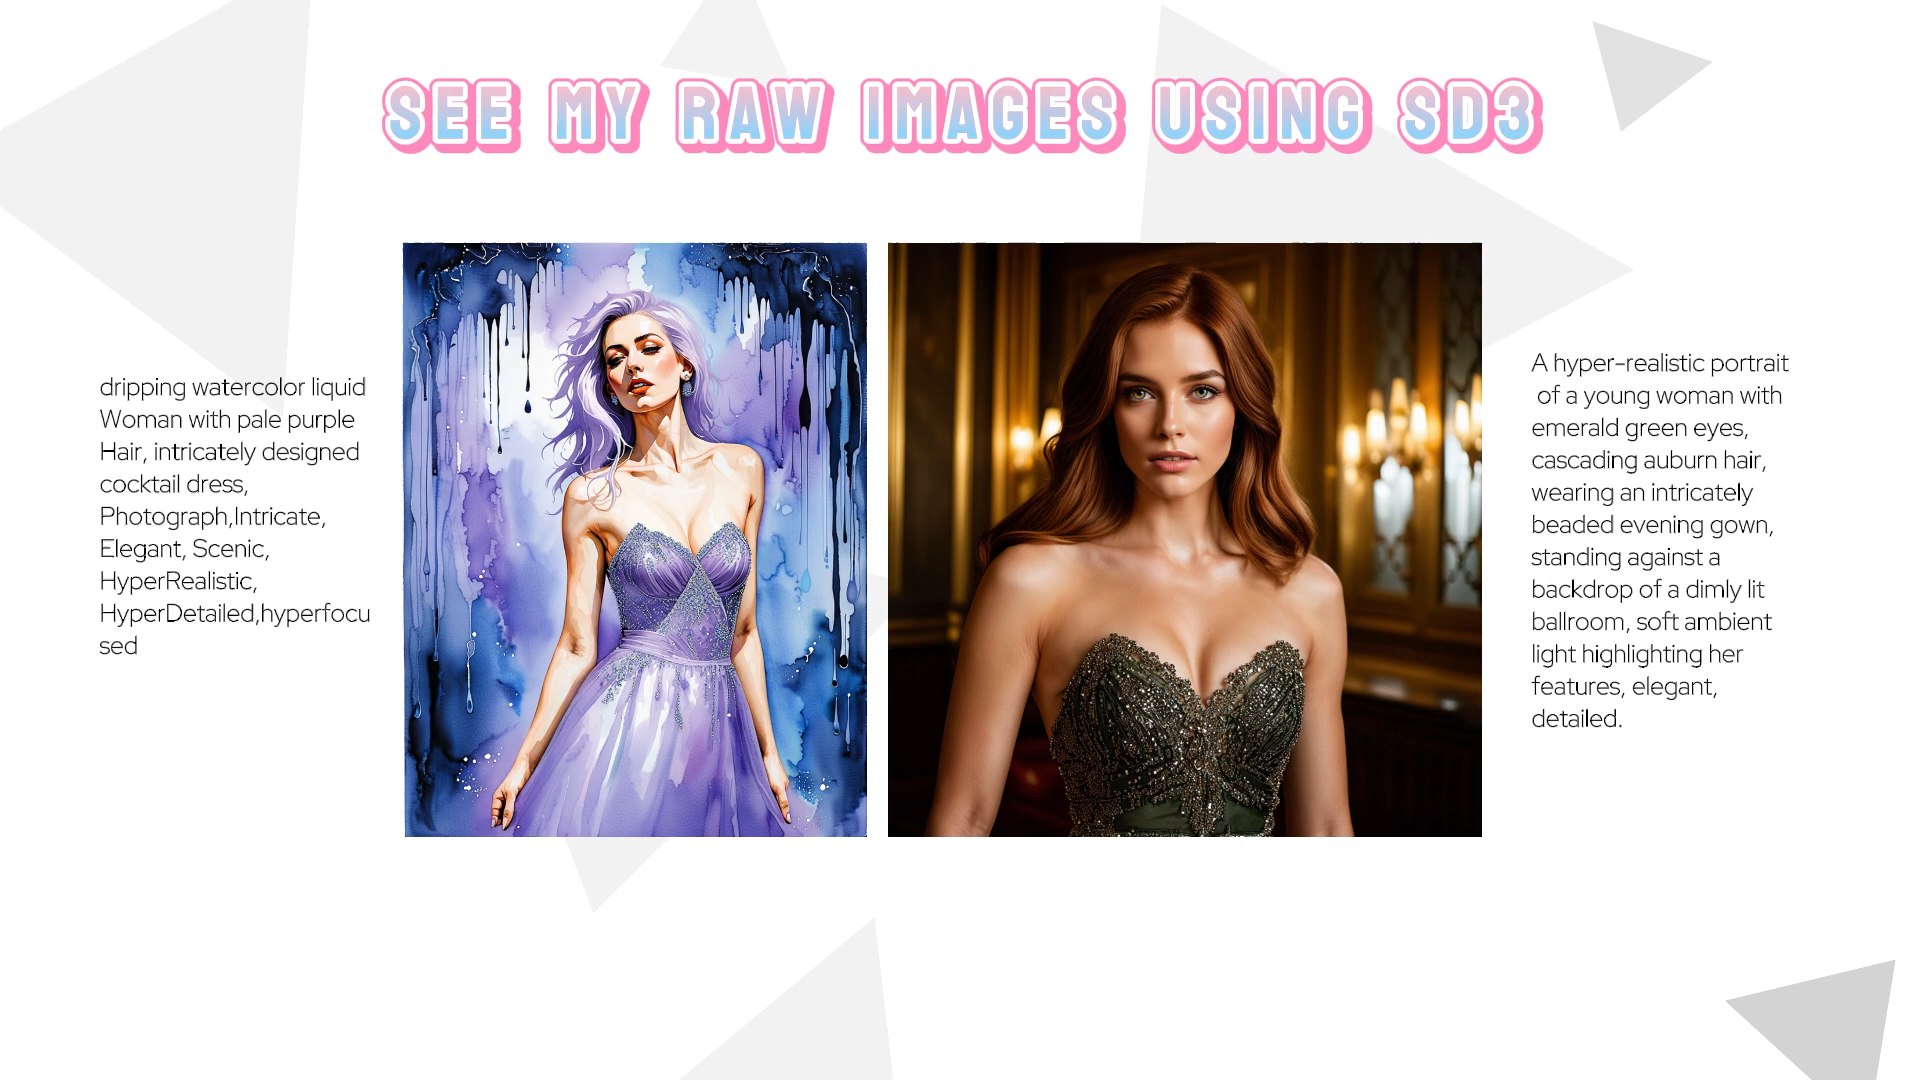 SEE MY RAW IMAGES USING SD3
dripping watercolor liquid
Woman with pale purple
Hair, intricately designed
cocktail dress,
Photograph,Intricate,
Elegant, Scenic,
HyperRealistic,
HyperDetailed,hyperfocu
sed
A hyper-realistic portrait
of a young woman with
emerald green eyes,
cascading auburn hair,
wearing an intricately
beaded evening gown,
standing against a
backdrop of a dimly lit
ballroom, soft ambient
light highlighting her
features, elegant,
detailed.